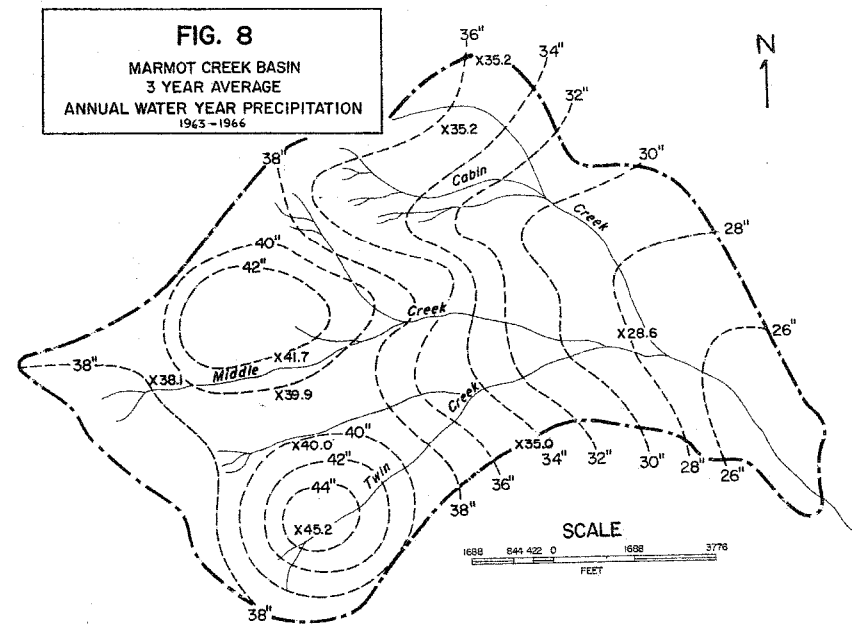 FIG. 8
MARMOT CREEK BASIN
3 YEAR AVERAGE
ANNUAL WATER YEAR PRECIPITATION
1963-1966
N
36"
X35.2
34"
32"
X35.2
38"
30"
Cabin
Creek
28"
40"
42"
26"
Creek
X28.6
X41.7
Middle
38"
X38.1
X39.9
Creek
40"
X40.0
X35.0
42"
34"
32"
30"
28"
26"
Twin
36"
44"
38"
X45.2
SCALE
1688 844 422 0 1688 3776
FEET
38"